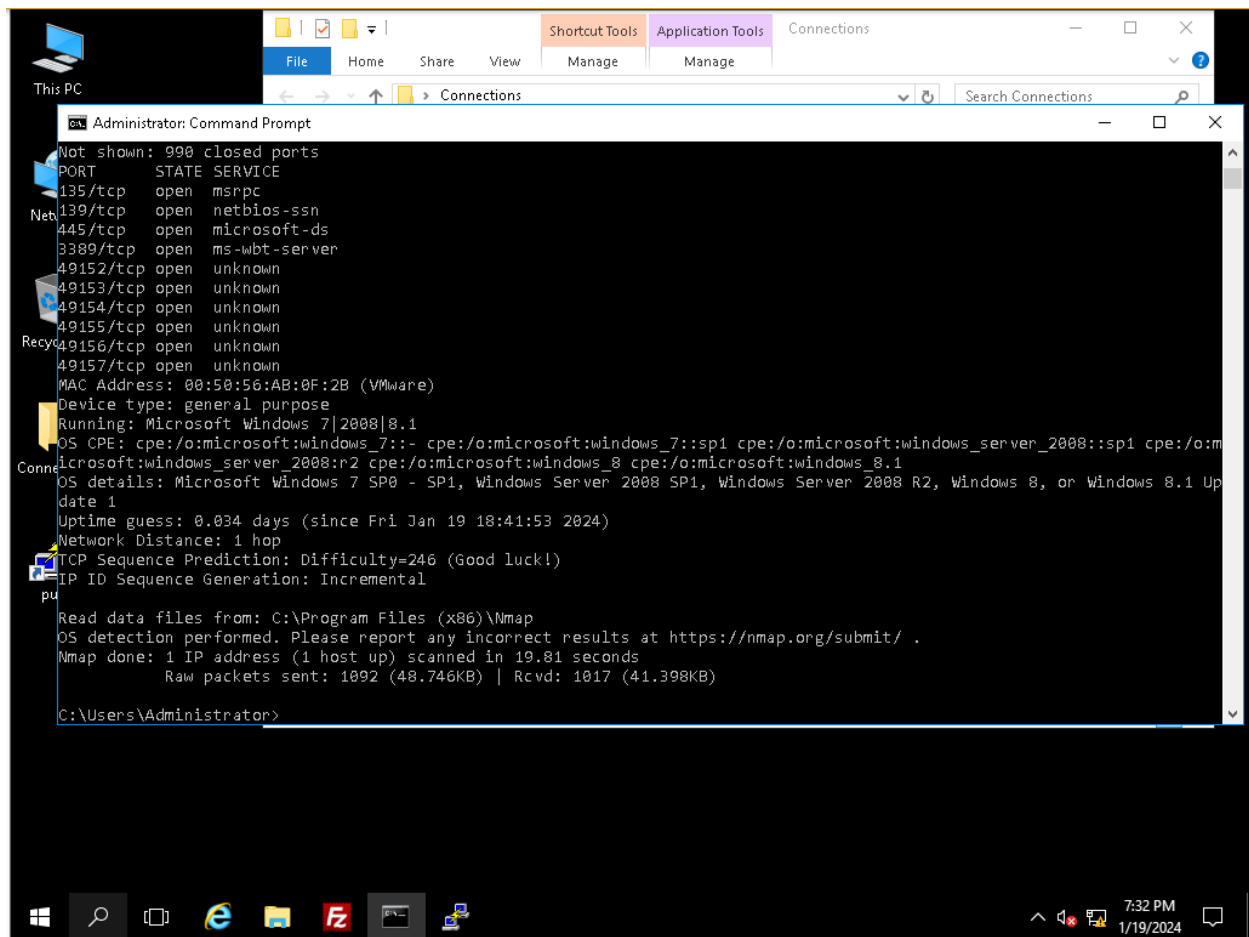 Shortcut Tools Application Tools Connections
File Home Share View Manage Manage
This PC
Connections Search Connections
Administrator: Command Prompt
Not shown: 990 closed ports
PORT STATE SERVICE
135/tcp open msrpc
139/tcp open netbios-ssn
445/tcp open microsoft-ds
3389/tcp open ms-wbt-server
49152/tcp open unknown
49153/tcp open unknown
49154/tcp open unknown
49155/tcp open unknown
49156/tcp open unknown
49157/tcp open unknown
MAC Address: 00:50:56:AB:0F:2B (VMware)
Device type: general purpose
Running: Microsoft Windows 7|2008|8.1
OS CPE: cpe:/o:microsoft:windows_7::- cpe:/o:microsoft:windows_7::sp1 cpe:/o:microsoft:windows_server_2008::sp1 cpe:/o:m
icrosoft:windows_server_2008:r2 cpe:/o:microsoft:windows_8 cpe:/o:microsoft:windows_8.1
OS details: Microsoft Windows 7 SP0 - SP1, Windows Server 2008 SP1, Windows Server 2008 R2, Windows 8, or Windows 8.1 Up
date 1
Uptime guess: 0.034 days (since Fri Jan 19 18:41:53 2024)
Network Distance: 1 hop
TCP Sequence Prediction: Difficulty=246 (Good luck!)
IP ID Sequence Generation: Incremental
Read data files from: C:\Program Files (x86)\Nmap
OS detection performed. Please report any incorrect results at https://nmap.org/submit/ .
Nmap done: 1 IP address (1 host up) scanned in 19.81 seconds
Raw packets sent: 1092 (48.746KB) | Rcvd: 1017 (41.398KB)
C:\Users\Administrator>
Netw
Recyc
Conne
pu
7:32 PM
1/19/2024